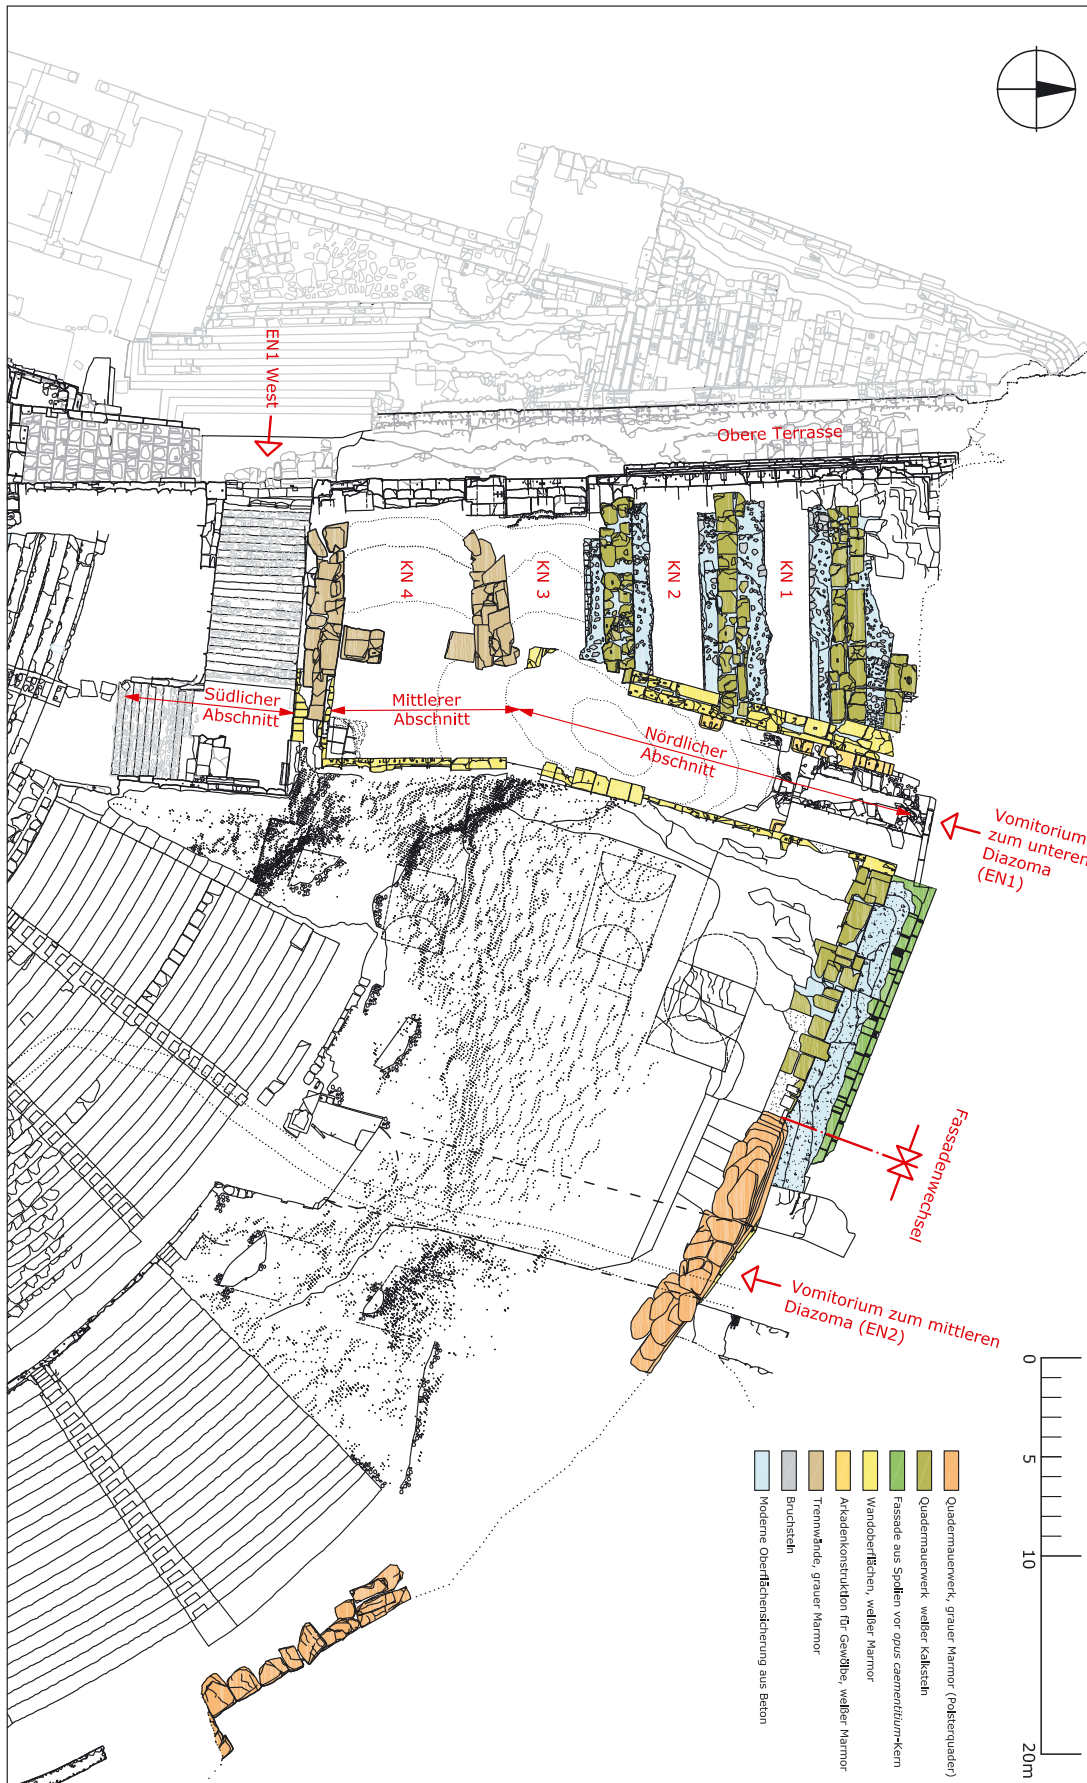 EN1 West
Obere Terrasse
KN 4
KN 3
KN 2
KN 1
Südlicher
Abschnitt
Mittlerer
Abschnitt
Nördlicher
Abschnitt
Vomitorium
zum unteren
Diazoma
(EN1)
Fassadenwechsel
Vomitorium zum mittleren
Diazoma (EN2)
0
5
10
20m
Quadermauerwerk, grauer Marmor (Polsterquader)
Quadermauerwerk weißer Kalkstein
Fassade aus Spolien vor opus caementitium-Kern
Wandoberflächen, weißer Marmor
Arkadenkonstruktion für Gewölbe, weißer Marmor
Trennwände, grauer Marmor
Bruchstein
Moderne Oberflächensicherung aus Beton